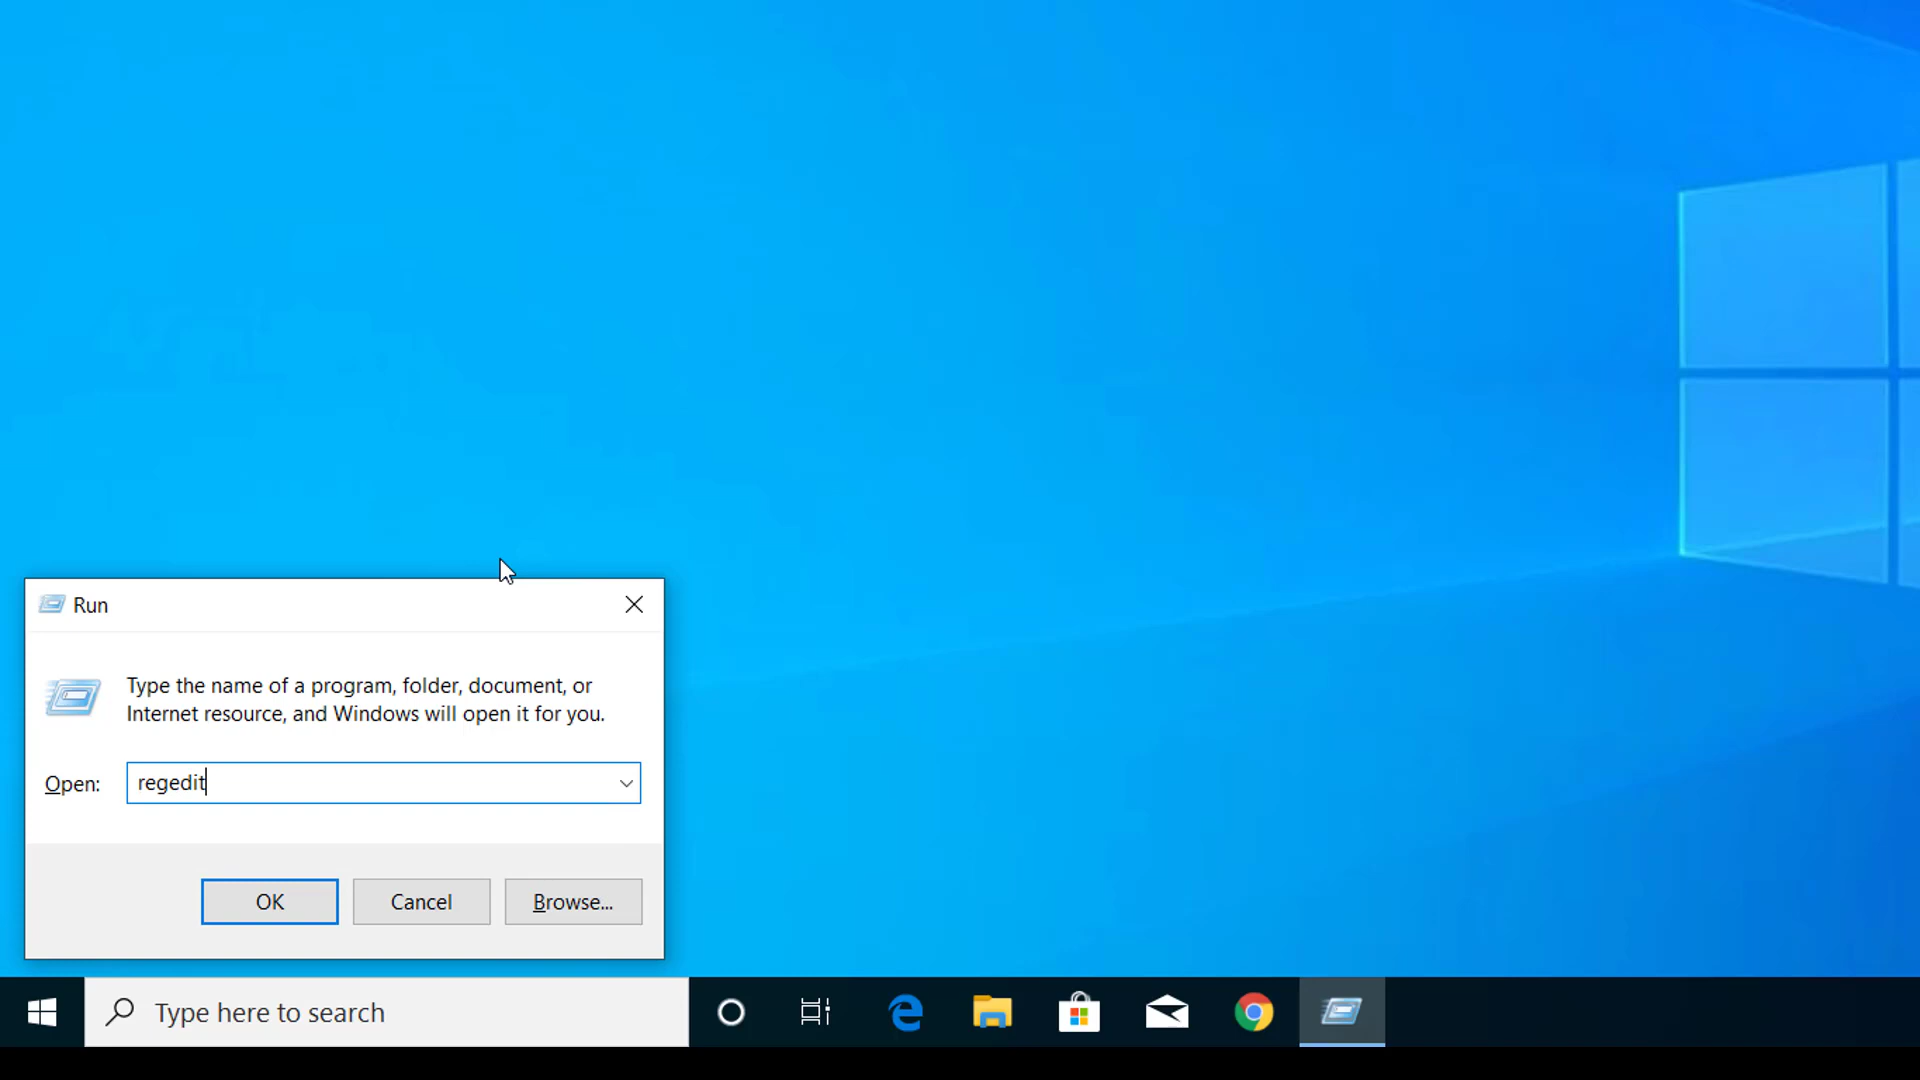 Run
Type the name of a program, folder, document, or
Internet resource, and Windows will open it for you.
Open:
regedit
OK
Cancel
Browse...
Type here to search